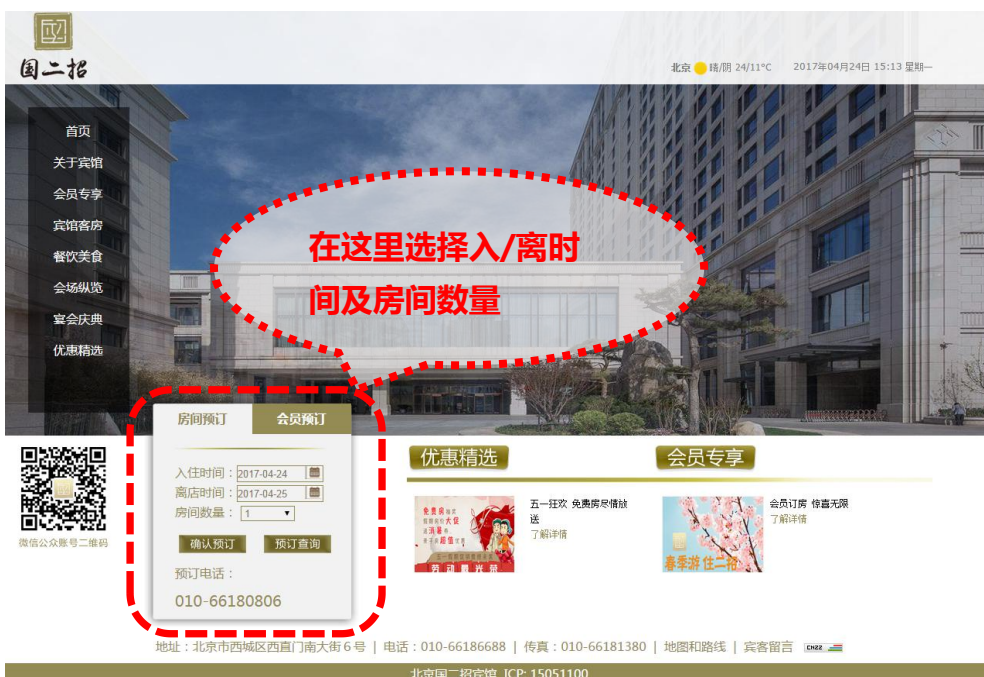 国二招
北京 晴/阴 24/11°C 2017年04月24日 15:13 星期一
首页
关于宾馆
会员专享
宾馆客房
餐饮美食
会场纵览
宴会庆典
优惠精选
在这里选择入/离时
间及房间数量
房间预订 会员预订
入住时间：2017-04-24
离店时间：2017-04-25
房间数量：1
确认预订 预订查询
预订电话：
010-66180806
微信公众账号二维码
优惠精选
五一狂欢 免费房尽情放
送
了解详情
免费房
劳动最光荣
会员专享
会员订房 惊喜无限
了解详情
春季游 住二招
地址：北京市西城区西直门南大街6号 | 电话：010-66186688 | 传真：010-66181380 | 地图和路线 | 宾客留言 CNZZ
北京国二招宾馆 ICP: 15051100